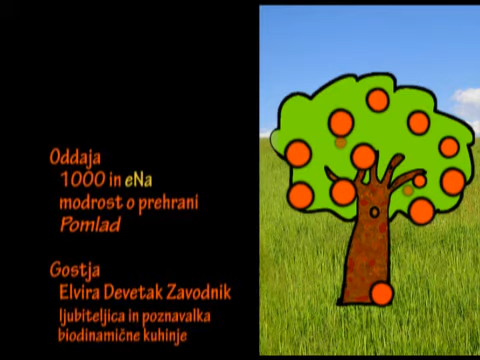 Oddaja
1000 in eNa
modrost o prehrani
Pomlad
Gostja
Elvira Devetak Zavodnik
ljubiteljica in poznavalka
biodinamične kuhinje